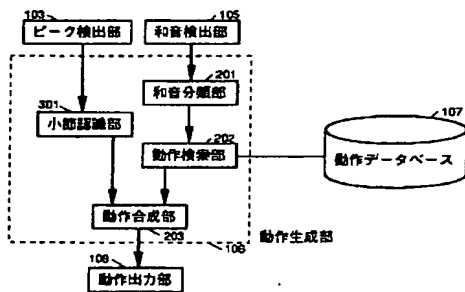 103
ピーク検出部
105
和音検出部
201
和音分類部
301
小節認識部
202
動作検索部
107
動作データベース
動作合成部
203
動作生成部
106
108
動作出力部